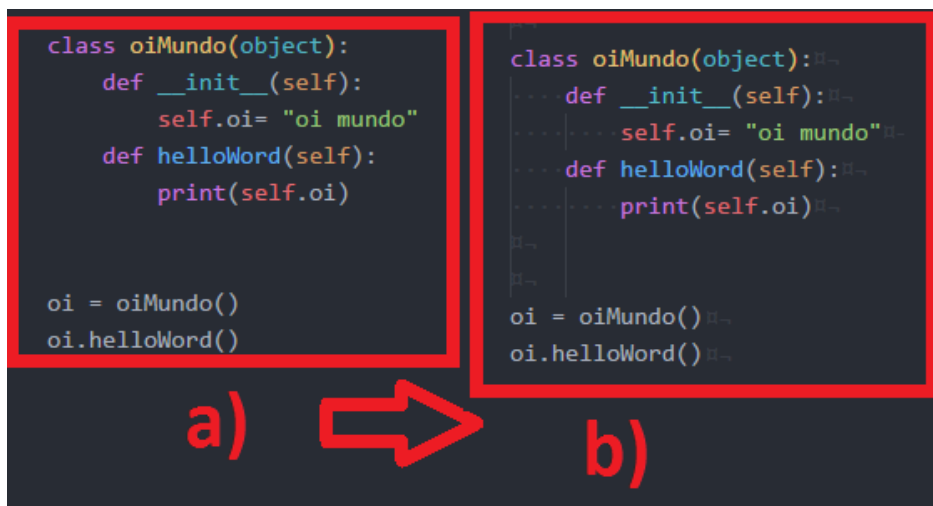 class oiMundo(object):
    def __init__(self):
        self.oi= "oi mundo"
    def helloWord(self):
        print(self.oi)
oi = oiMundo()
oi.helloWord()
a)
¤¬
class oiMundo(object):¤¬
····def __init__(self):¤¬
········self.oi= "oi mundo"¤¬
····def helloWord(self):¤¬
········print(self.oi)¤¬
¤¬
¤¬
oi = oiMundo()¤¬
oi.helloWord()¤¬
b)